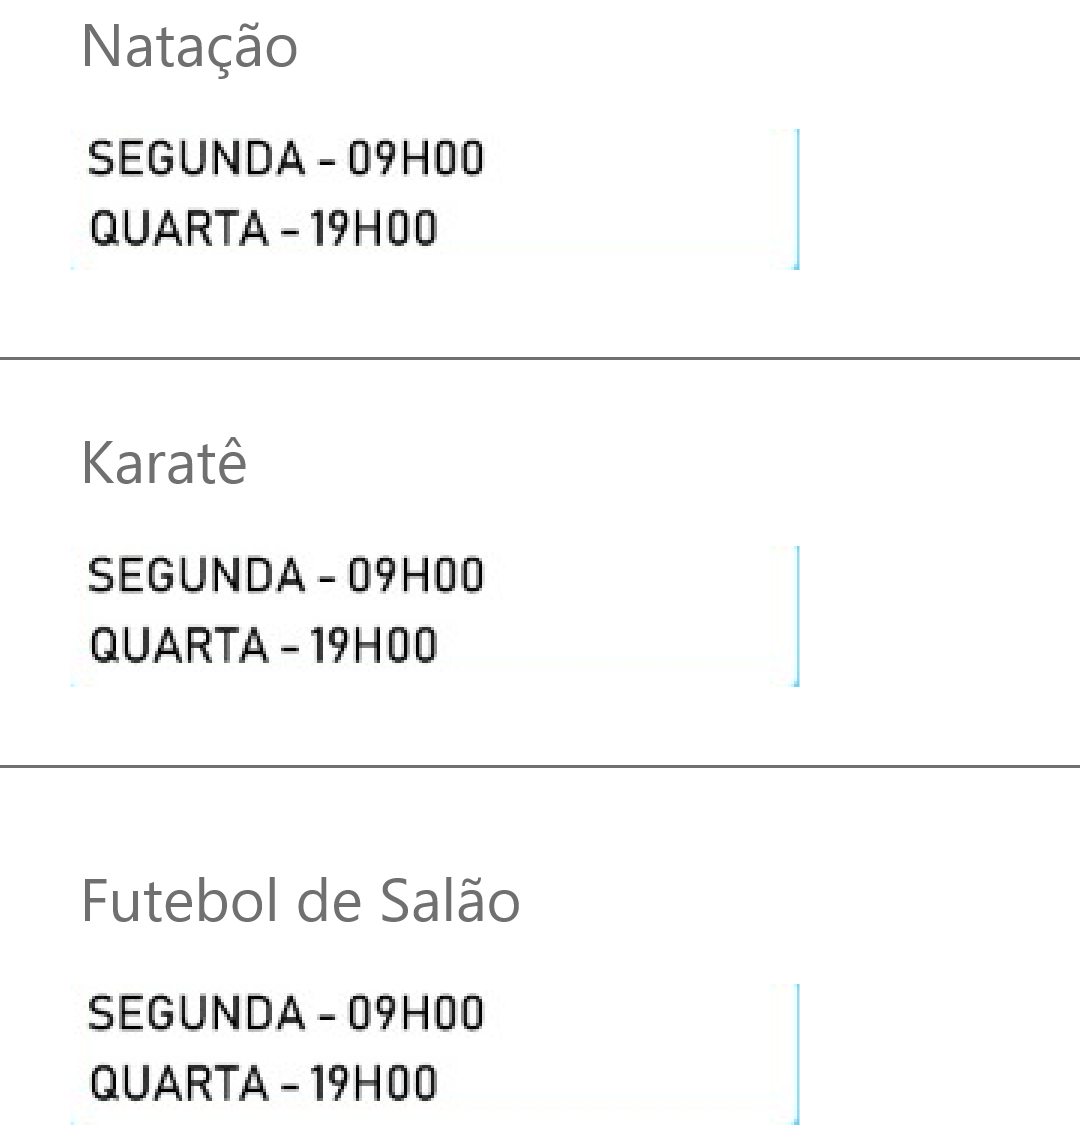 Natação
SEGUNDA - 09H00
QUARTA - 19H00
Karatê
SEGUNDA - 09H00
QUARTA - 19H00
Futebol de Salão
SEGUNDA - 09H00
QUARTA - 19H00